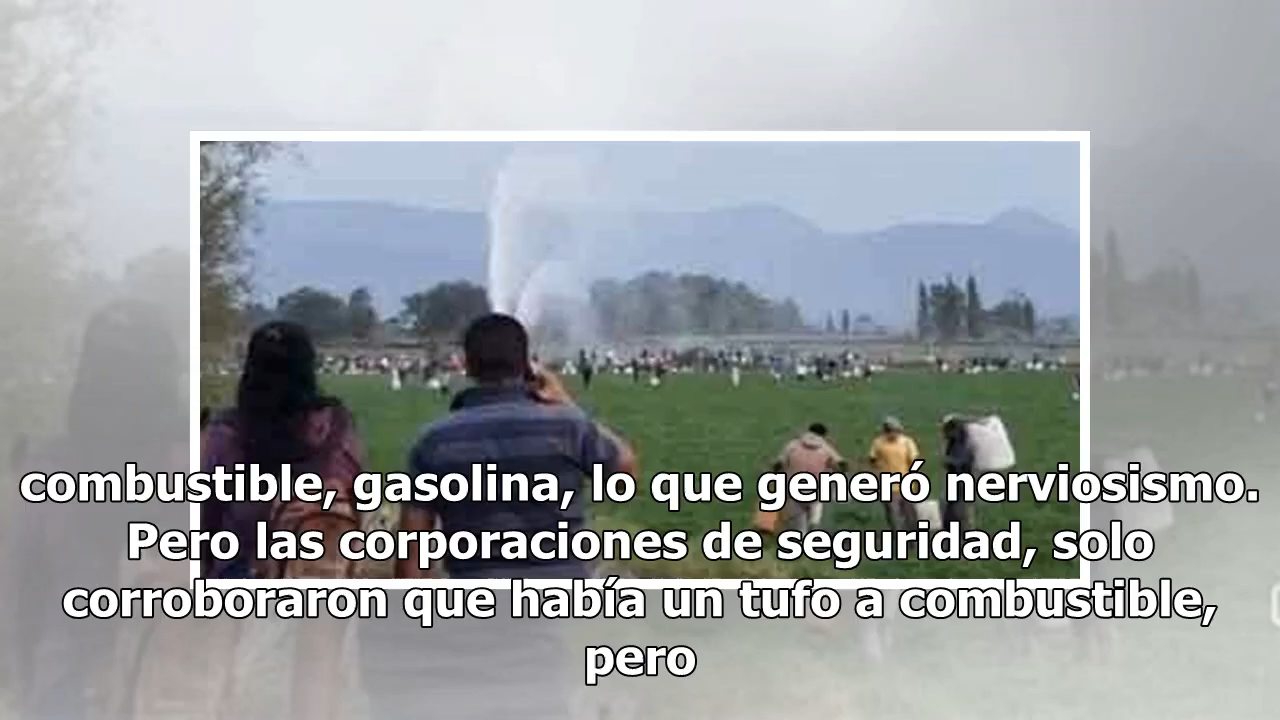 combustible, gasolina, lo que generó nerviosismo.
Pero las corporaciones de seguridad, solo
corroboraron que había un tufo a combustible,
pero